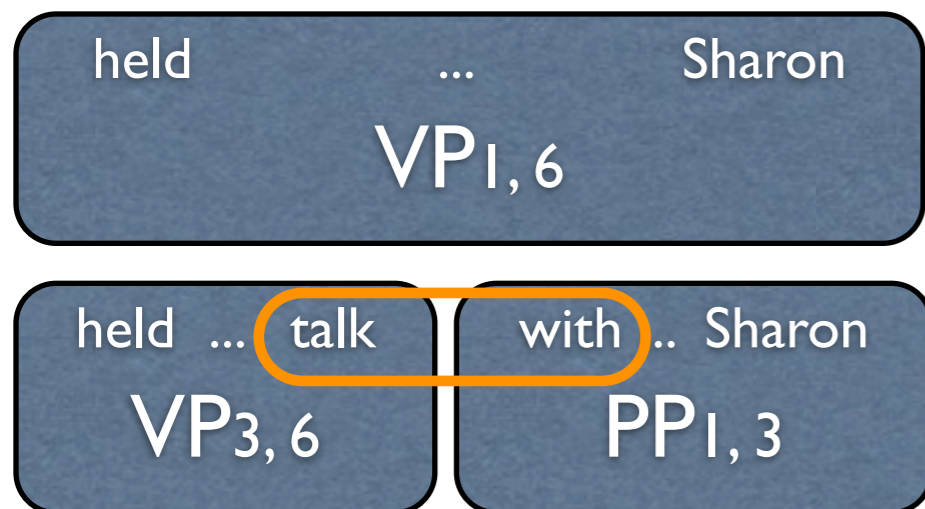 held ... Sharon
VP1, 6
held ... talk with .. Sharon
VP3, 6 PP1, 3